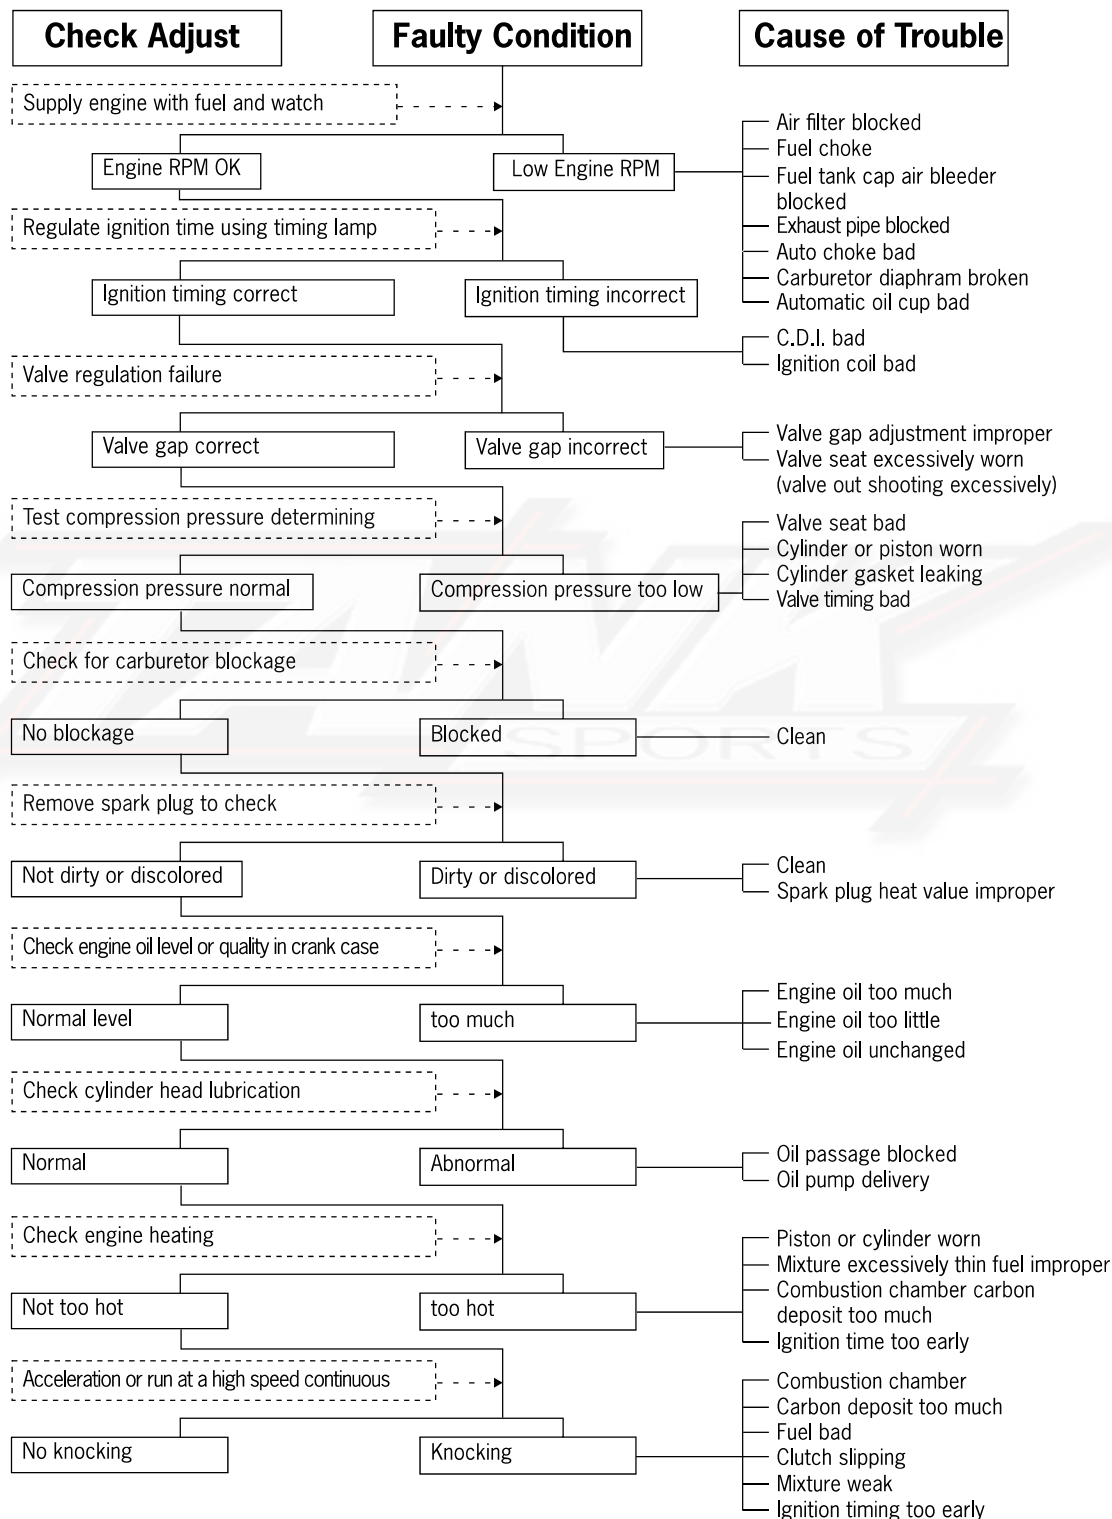 Check Adjust
Faulty Condition
Cause of Trouble
Supply engine with fuel and watch
Engine RPM OK
Low Engine RPM
Air filter blocked
Fuel choke
Fuel tank cap air bleeder
blocked
Exhaust pipe blocked
Auto choke bad
Carburetor diaphram broken
Automatic oil cup bad
Regulate ignition time using timing lamp
Ignition timing correct
Ignition timing incorrect
C.D.I. bad
Ignition coil bad
Valve regulation failure
Valve gap correct
Valve gap incorrect
Valve gap adjustment improper
Valve seat excessively worn
(valve out shooting excessively)
Test compression pressure determining
Compression pressure normal
Compression pressure too low
Valve seat bad
Cylinder or piston worn
Cylinder gasket leaking
Valve timing bad
Check for carburetor blockage
No blockage
Blocked
Clean
Remove spark plug to check
Not dirty or discolored
Dirty or discolored
Clean
Spark plug heat value improper
Check engine oil level or quality in crank case
Normal level
too much
Engine oil too much
Engine oil too little
Engine oil unchanged
Check cylinder head lubrication
Normal
Abnormal
Oil passage blocked
Oil pump delivery
Check engine heating
Not too hot
too hot
Piston or cylinder worn
Mixture excessively thin fuel improper
Combustion chamber carbon
deposit too much
Ignition time too early
Acceleration or run at a high speed continuous
No knocking
Knocking
Combustion chamber
Carbon deposit too much
Fuel bad
Clutch slipping
Mixture weak
Ignition timing too early
TANK
SPORTS